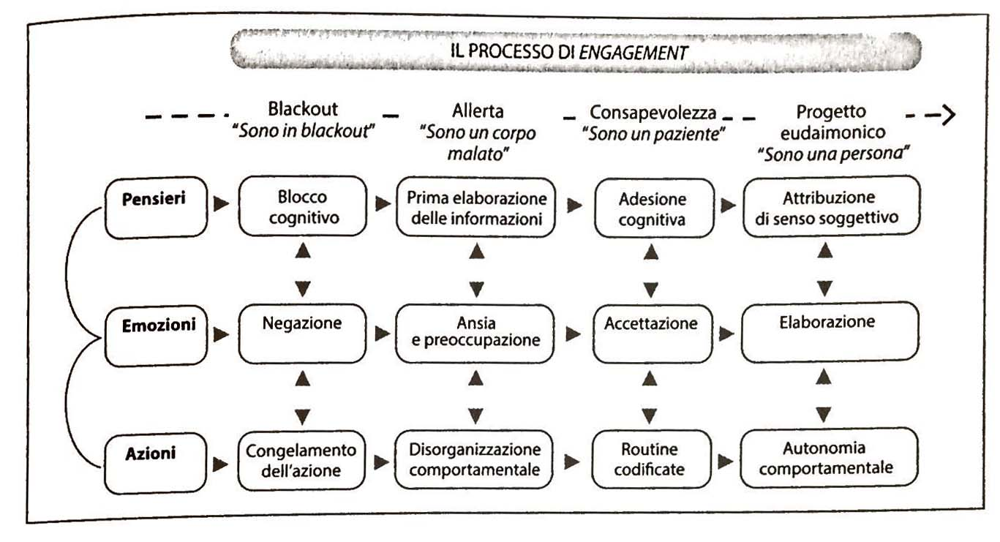 IL PROCESSO DI ENGAGEMENT
Blackout
"Sono in blackout"
Allerta
"Sono un corpo
malato"
Consapevolezza
"Sono un paziente"
Progetto
eudaimonico
"Sono una persona"
Pensieri
Blocco
cognitivo
Prima elaborazione
delle informazioni
Adesione
cognitiva
Attribuzione
di senso soggettivo
Emozioni
Negazione
Ansia
e preoccupazione
Accettazione
Elaborazione
Azioni
Congelamento
dell'azione
Disorganizzazione
comportamentale
Routine
codificate
Autonomia
comportamentale